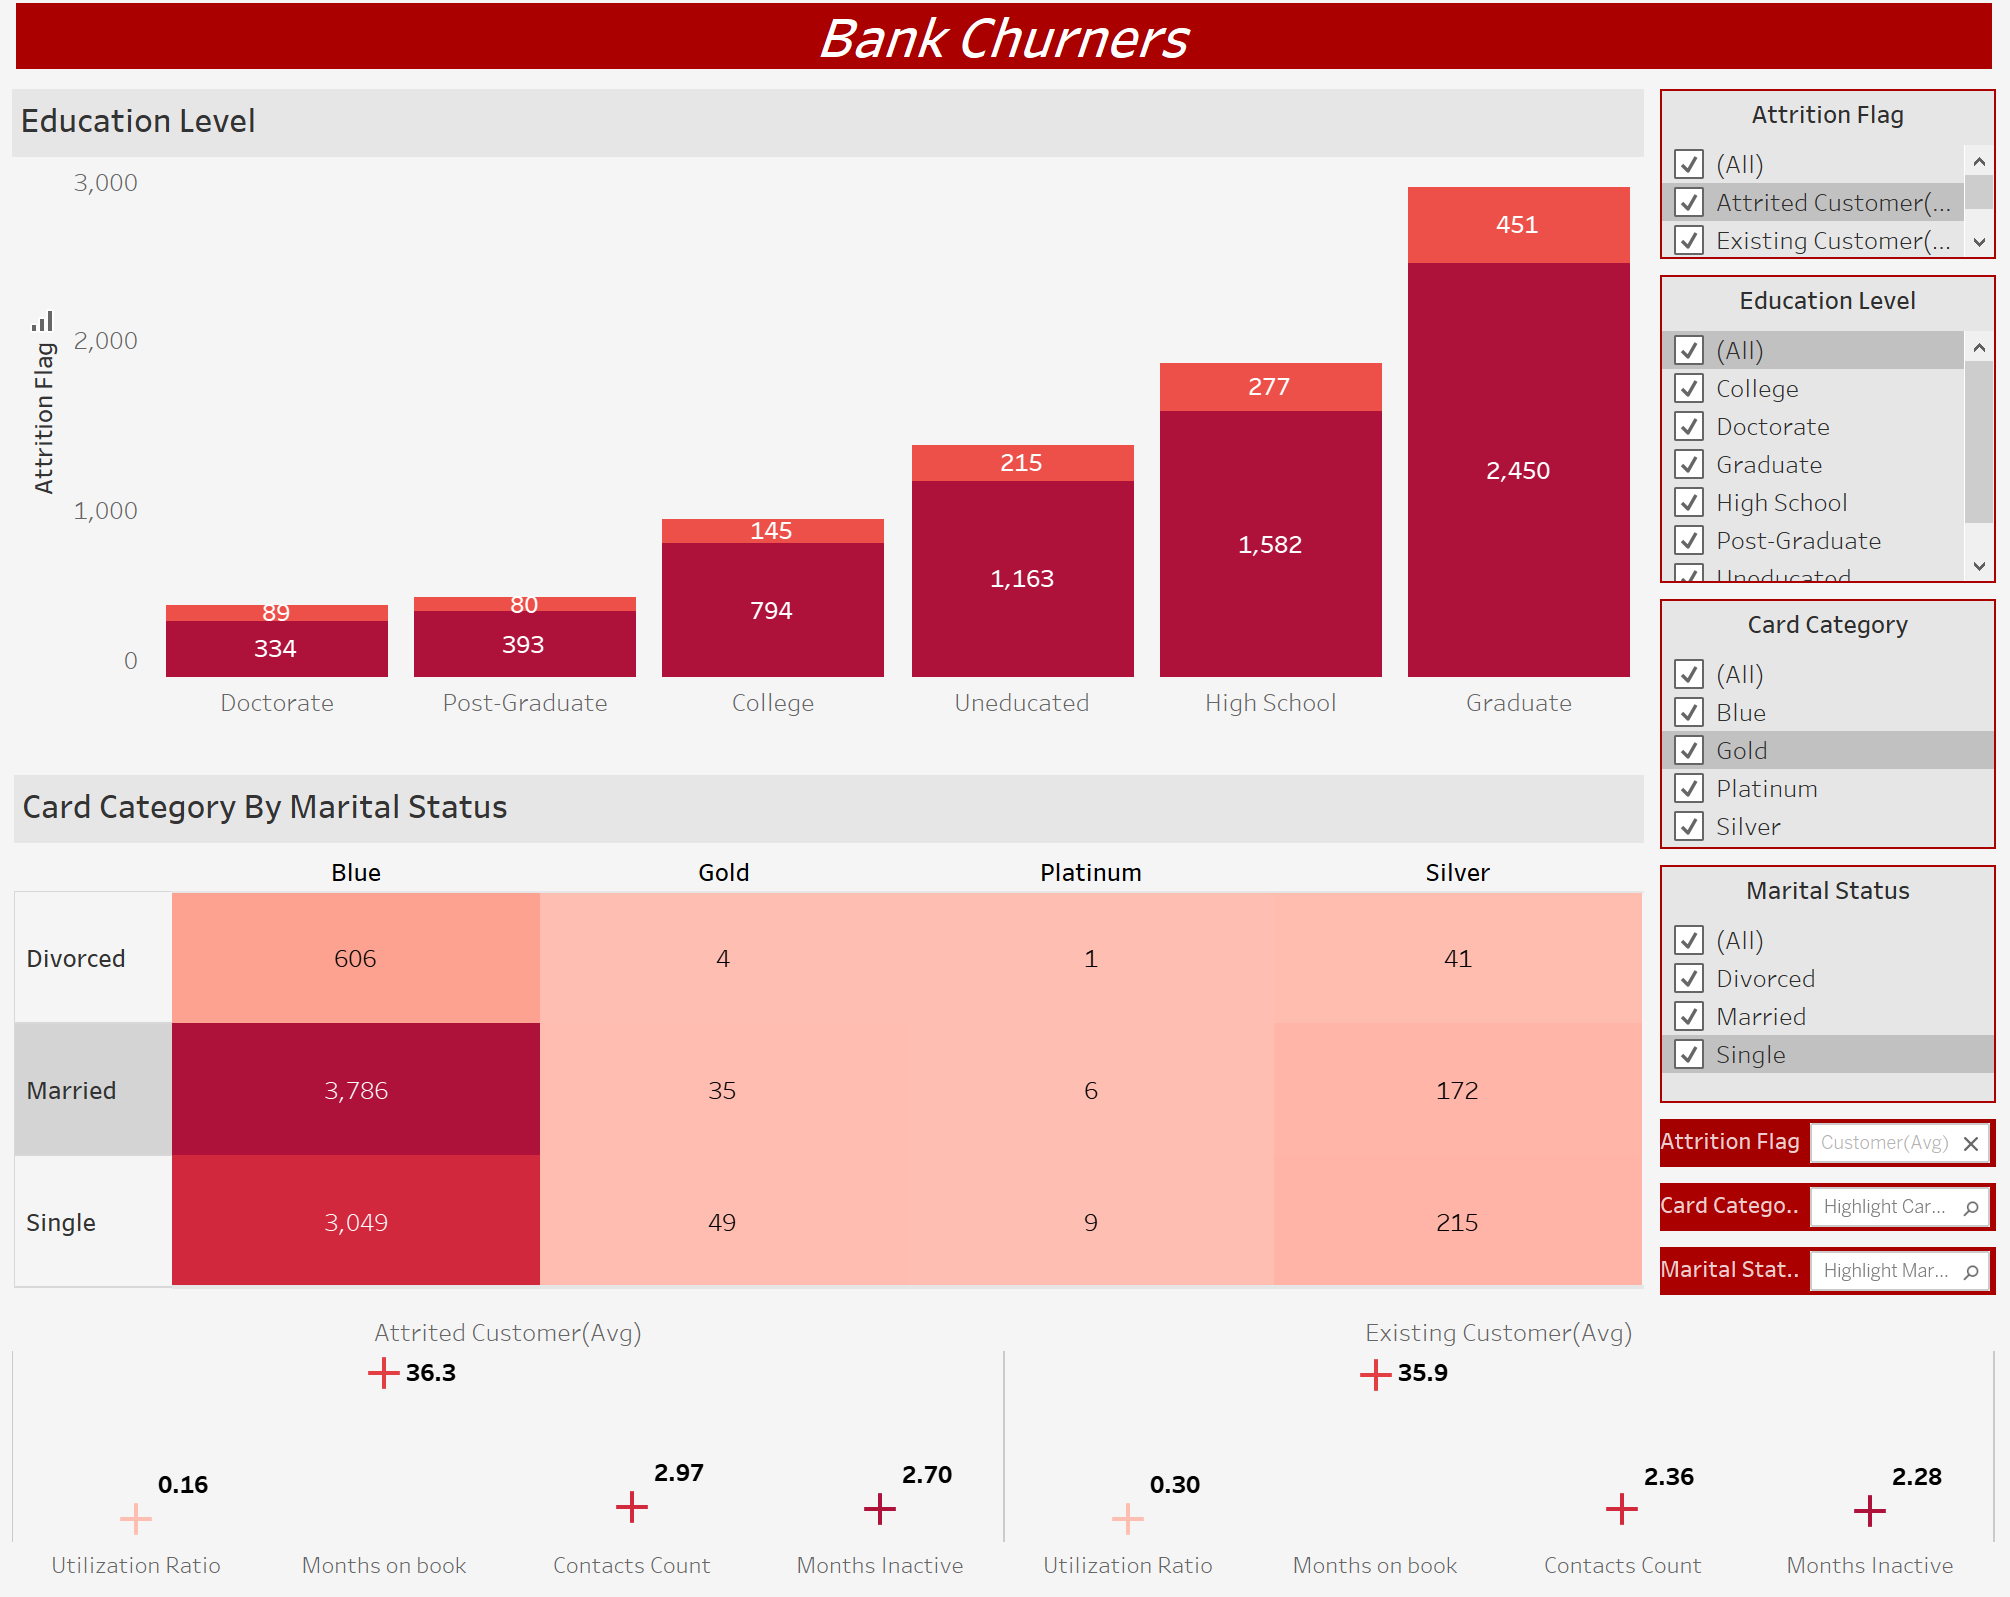 Bank Churners
Education Level
3,000
2,000
1,000
0
Attrition Flag
89
334
80
393
145
794
215
1,163
277
1,582
451
2,450
Doctorate
Post-Graduate
College
Uneducated
High School
Graduate
Card Category By Marital Status
Blue Gold Platinum Silver
Divorced 606 4 1 41
Married 3,786 35 6 172
Single 3,049 49 9 215
Attrited Customer(Avg)
36.3
0.16
2.97
2.70
Utilization Ratio Months on book Contacts Count Months Inactive
Existing Customer(Avg)
35.9
0.30
2.36
2.28
Utilization Ratio Months on book Contacts Count Months Inactive
Attrition Flag
(All)
Attrited Customer(...
Existing Customer(...
Education Level
(All)
College
Doctorate
Graduate
High School
Post-Graduate
Uneducated
Card Category
(All)
Blue
Gold
Platinum
Silver
Marital Status
(All)
Divorced
Married
Single
Attrition Flag Customer(Avg)
Card Catego.. Highlight Car...
Marital Stat.. Highlight Mar...